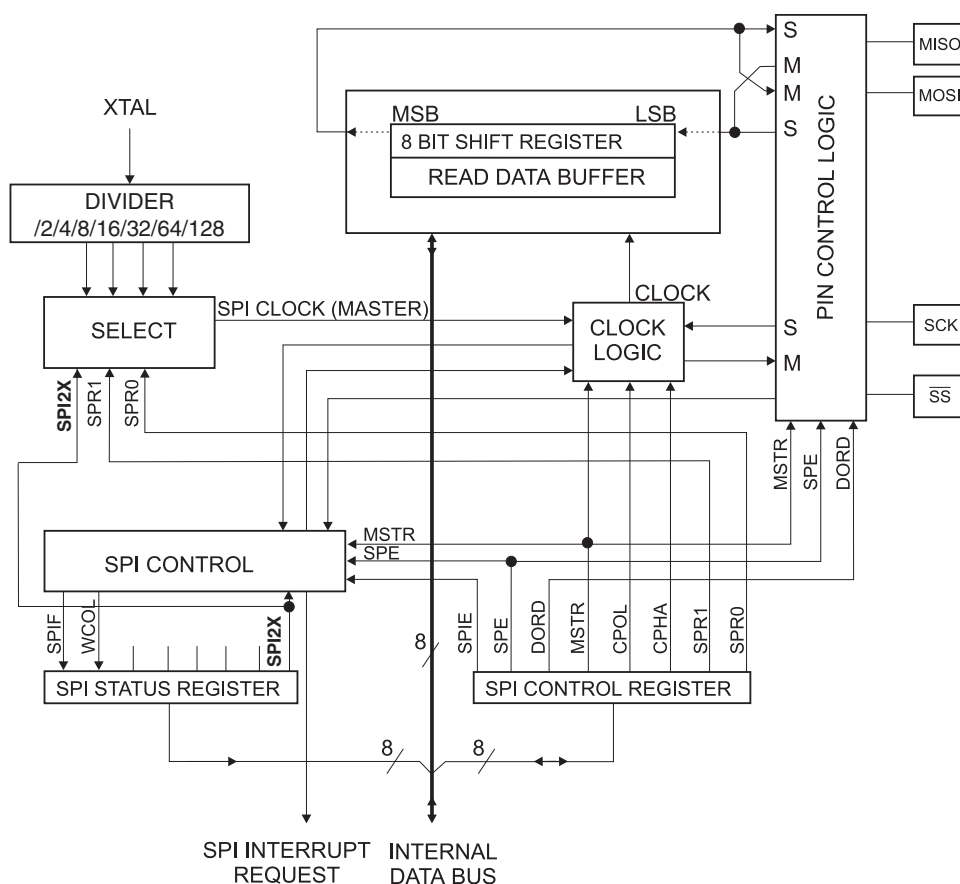 S
MISO
M
M
MOSI
XTAL
MSB
LSB
S
8 BIT SHIFT REGISTER
READ DATA BUFFER
DIVIDER
/2/4/8/16/32/64/128
PIN CONTROL LOGIC
SPI CLOCK (MASTER)
CLOCK
SELECT
CLOCK
LOGIC
S
M
SCK
SS
SPI2X
SPR1
SPR0
MSTR
SPE
DORD
MSTR
SPE
SPI CONTROL
SPIF
WCOL
SPI2X
8
SPIE
SPE
DORD
MSTR
CPOL
CPHA
SPR1
SPR0
SPI STATUS REGISTER
SPI CONTROL REGISTER
8
8
SPI INTERRUPT
REQUEST
INTERNAL
DATA BUS